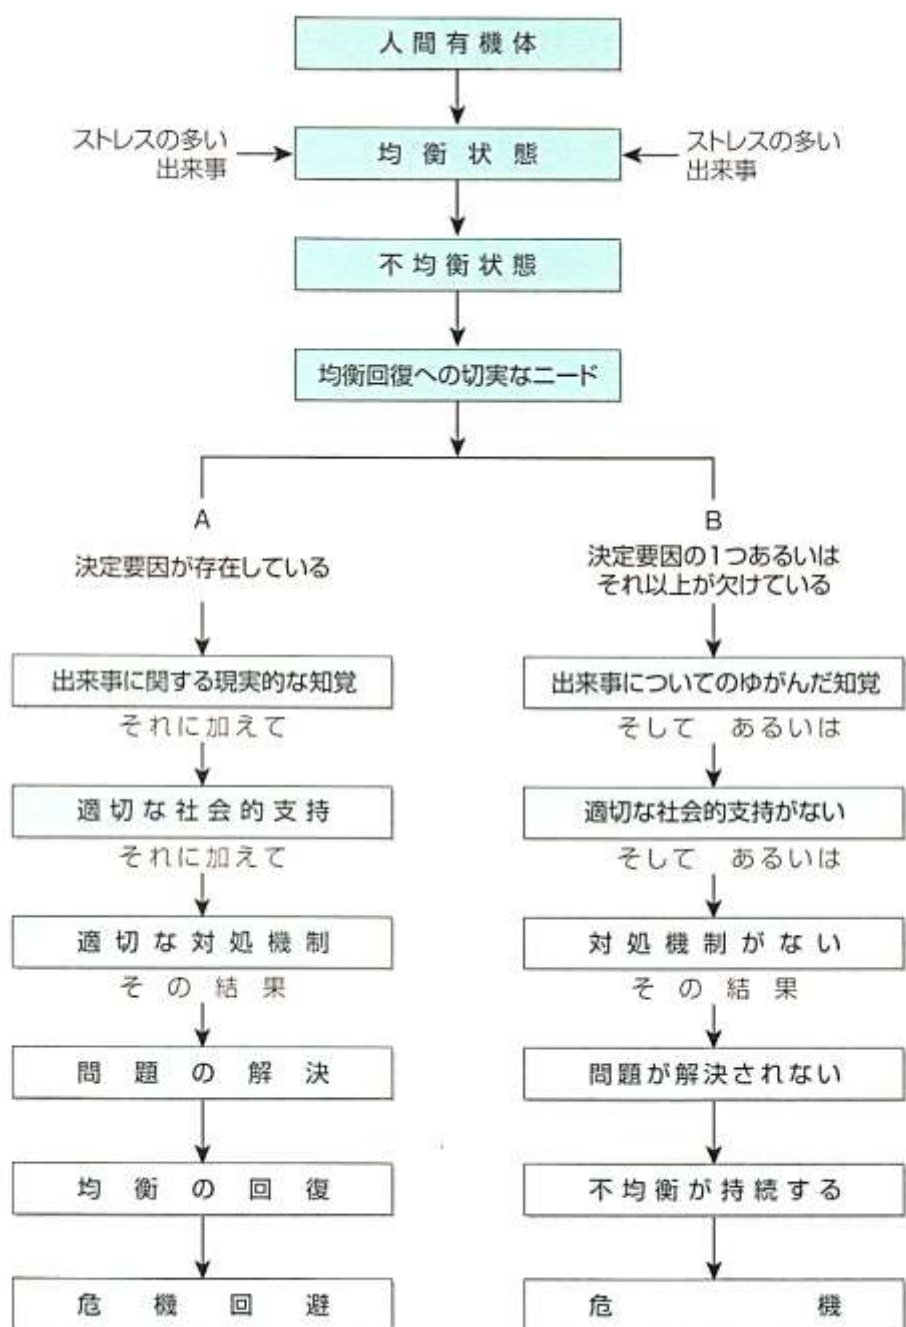 人間有機体
ストレスの多い
出来事
均衡状態
ストレスの多い
出来事
不均衡状態
均衡回復への切実なニード
A
決定要因が存在している
出来事に関する現実的な知覚
それに加えて
適切な社会的支持
それに加えて
適切な対処機制
その結果
問題の解決
均衡の回復
危機回避
B
決定要因の1つあるいは
それ以上が欠けている
出来事についてのゆがんだ知覚
そして あるいは
適切な社会的支持がない
そして あるいは
対処機制がない
その結果
問題が解決されない
不均衡が持続する
危機